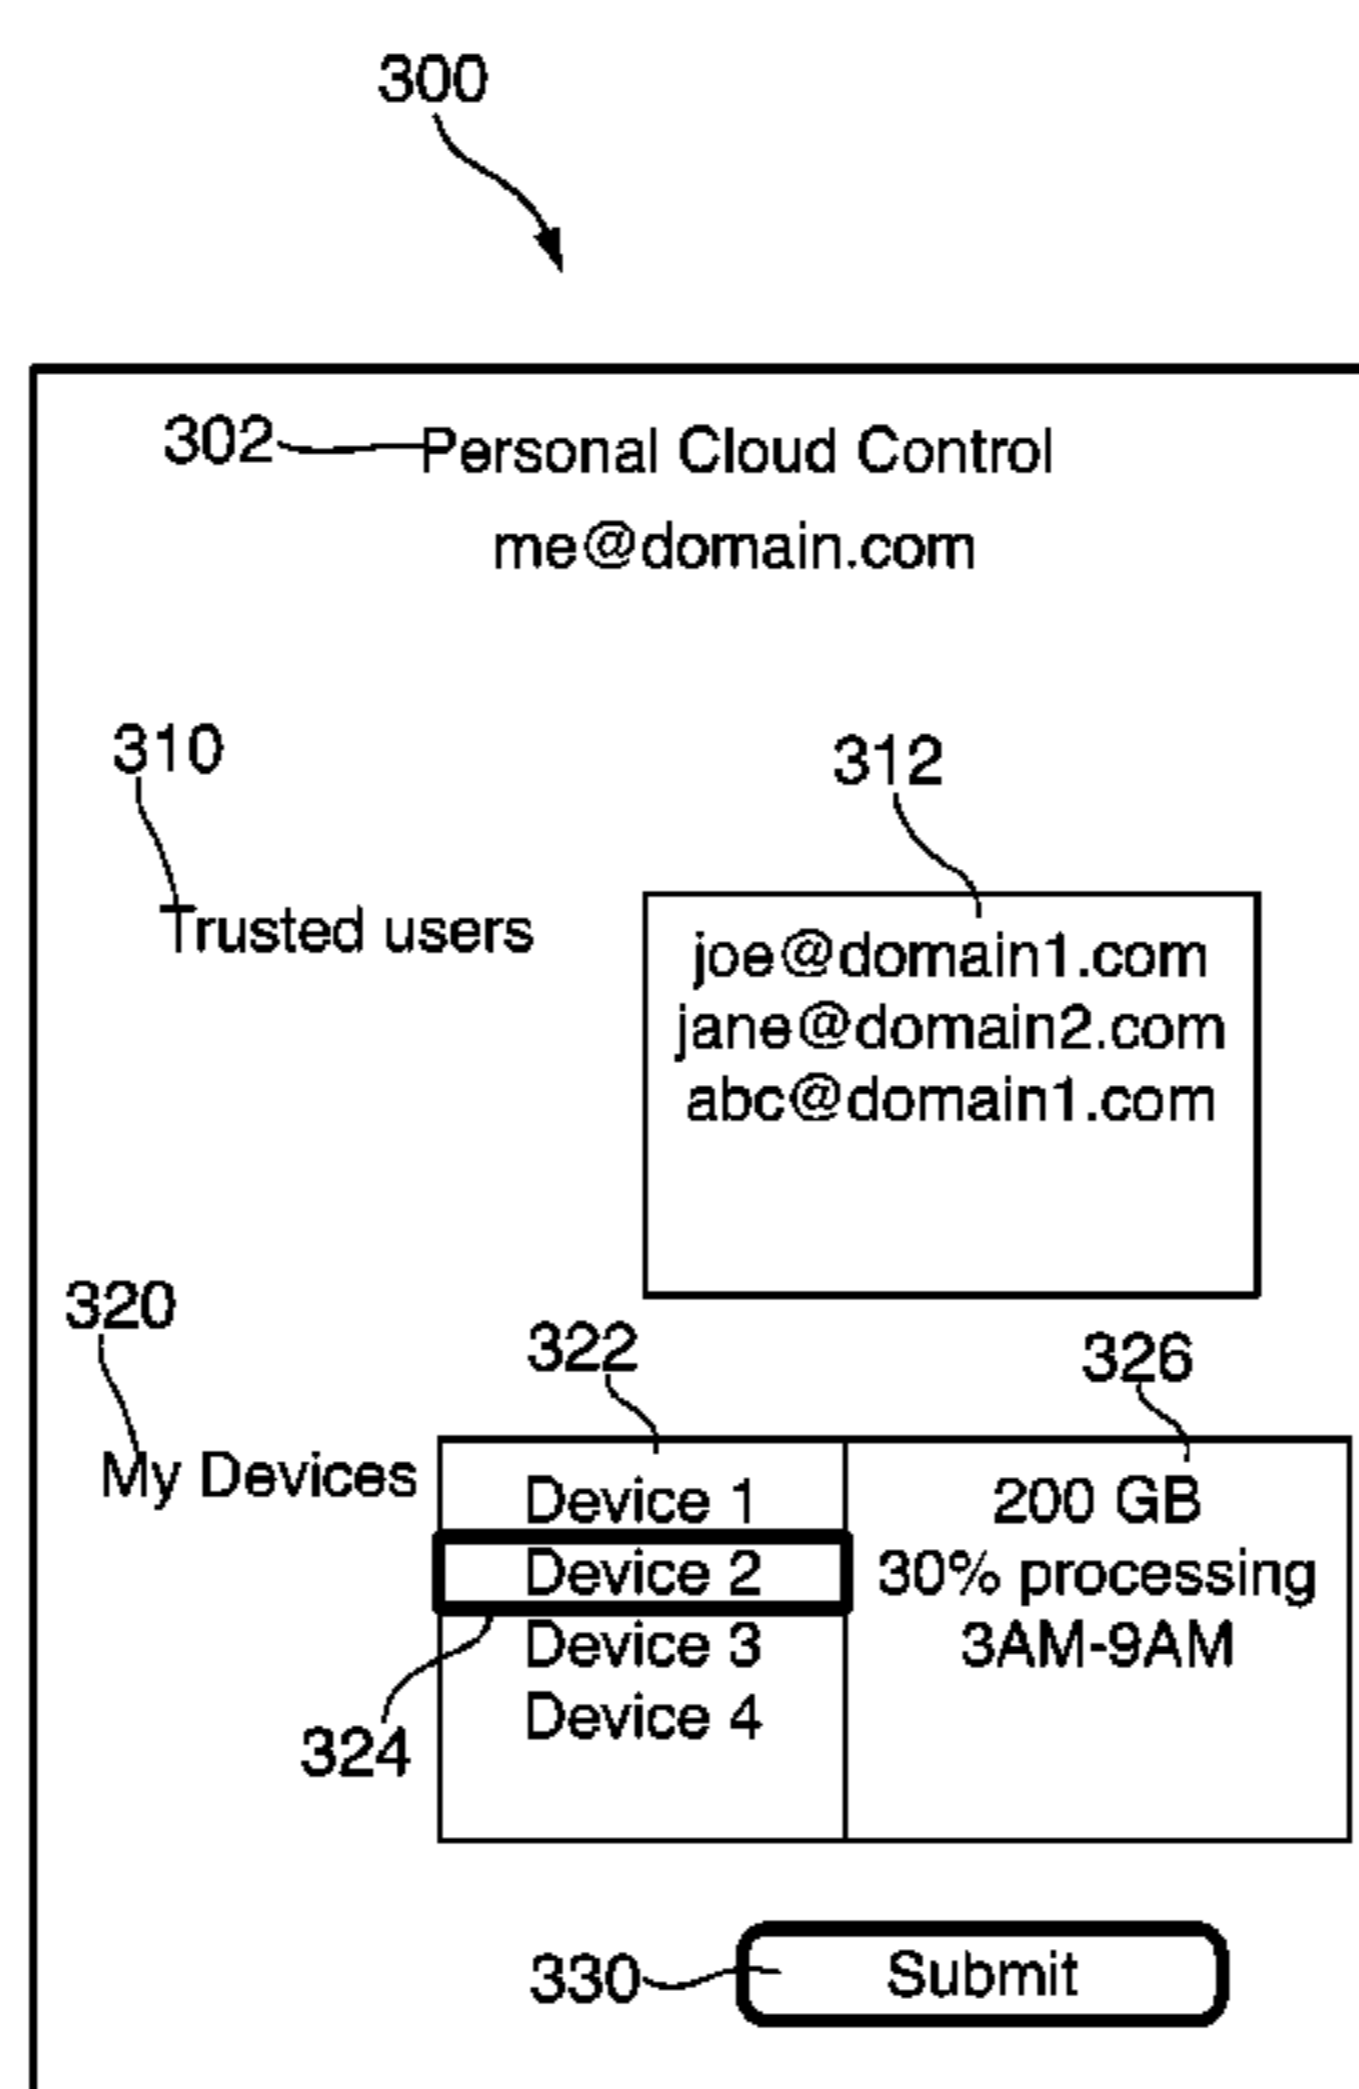 300
302 Personal Cloud Control
me@domain.com
310
312
Trusted users
joe@domain1.com
jane@domain2.com
abc@domain1.com
320
322
326
My Devices
Device 1
200 GB
Device 2
30% processing
Device 3
3AM-9AM
Device 4
324
330
Submit